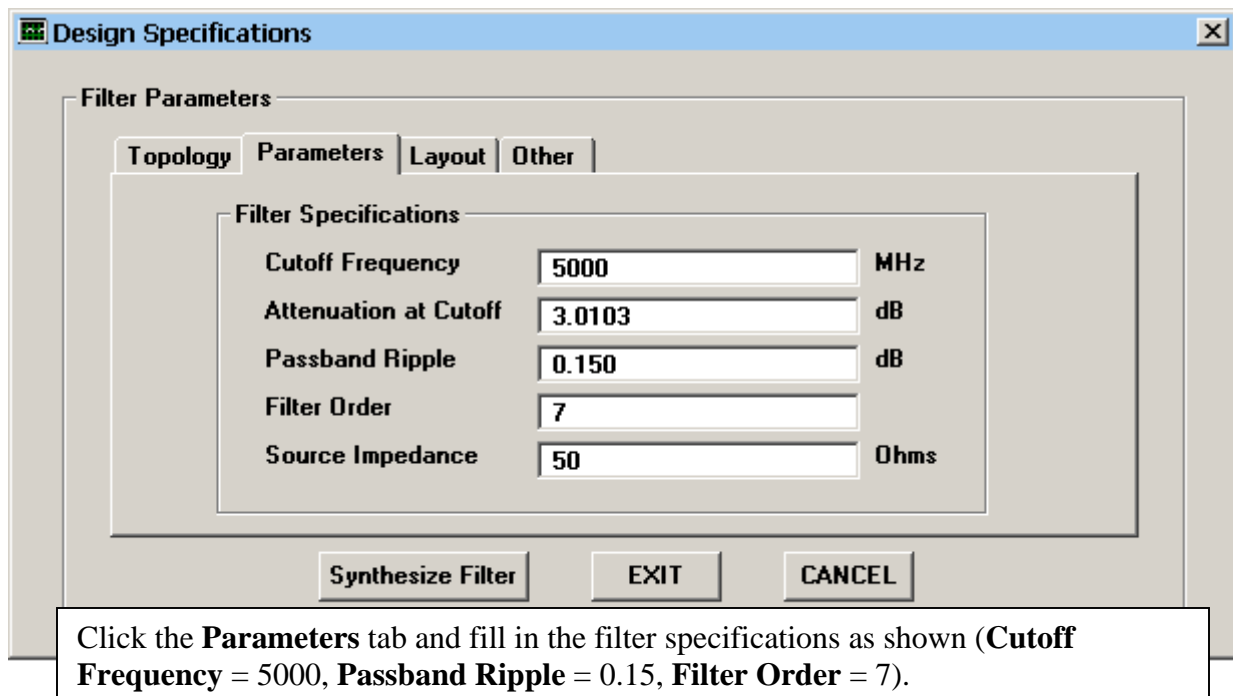 Design Specifications
Filter Parameters
Topology Parameters Layout Other
Filter Specifications
Cutoff Frequency 5000 MHz
Attenuation at Cutoff 3.0103 dB
Passband Ripple 0.150 dB
Filter Order 7
Source Impedance 50 Ohms
Synthesize Filter EXIT CANCEL
Click the Parameters tab and fill in the filter specifications as shown (Cutoff
Frequency = 5000, Passband Ripple = 0.15, Filter Order = 7).